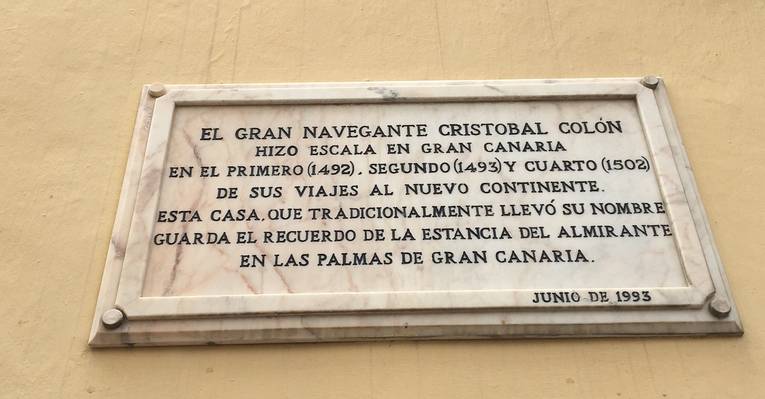 EL GRAN NAVEGANTE CRISTOBAL COLÓN
HIZO ESCALA EN GRAN CANARIA
EN EL PRIMERO (1492), SEGUNDO (1493) Y CUARTO (1502)
DE SUS VIAJES AL NUEVO CONTINENTE.
ESTA CASA, QUE TRADICIONALMENTE LLEVÓ SU NOMBRE
GUARDA EL RECUERDO DE LA ESTANCIA DEL ALMIRANTE
EN LAS PALMAS DE GRAN CANARIA.
JUNIO DE 1993